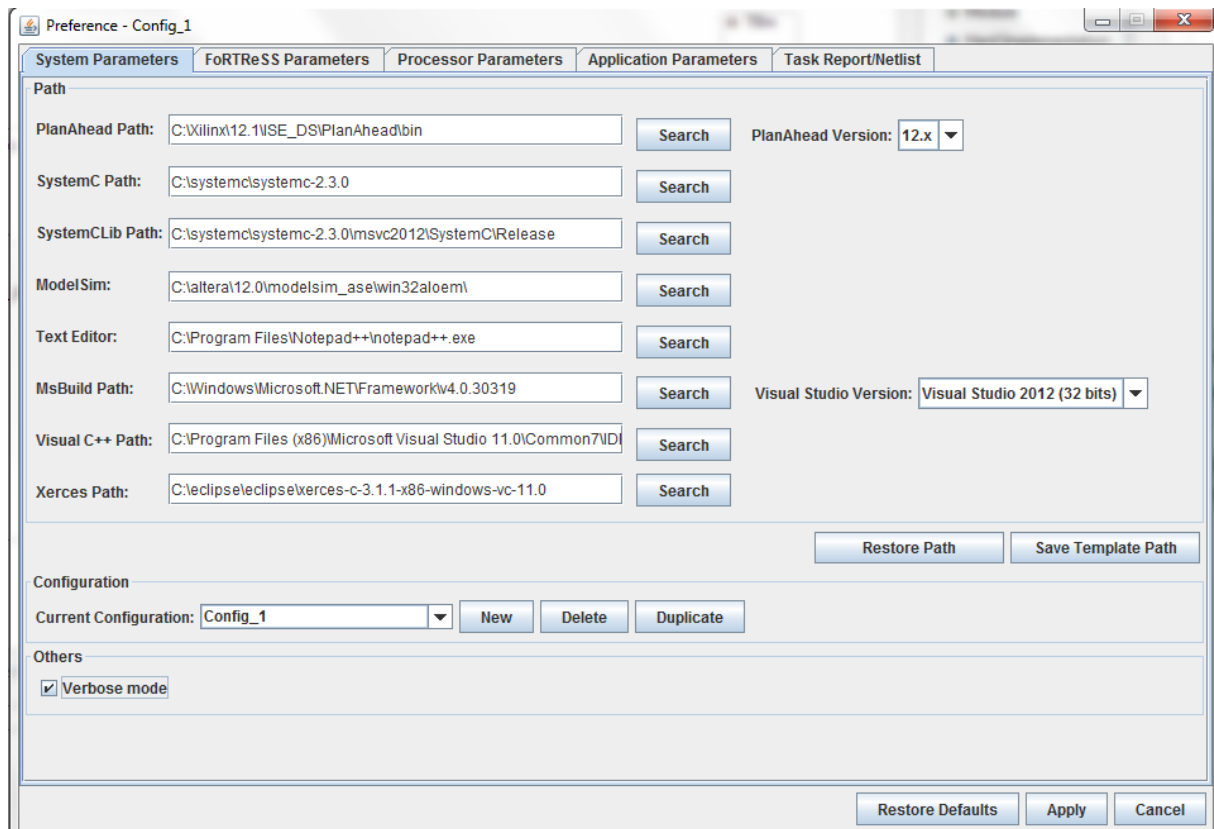 Preference - Config_1
System Parameters FoRTReSS Parameters Processor Parameters Application Parameters Task Report/Netlist
Path
PlanAhead Path: C:\Xilinx\12.1\ISE_DS\PlanAhead\bin Search PlanAhead Version: 12.x
SystemC Path: C:\systemc\systemc-2.3.0 Search
SystemCLib Path: C:\systemc\systemc-2.3.0\msvc2012\SystemC\Release Search
ModelSim: C:\altera\12.0\modelsim_ase\win32aloem\ Search
Text Editor: C:\Program Files\Notepad++\notepad++.exe Search
MsBuild Path: C:\Windows\Microsoft.NET\Framework\v4.0.30319 Search Visual Studio Version: Visual Studio 2012 (32 bits)
Visual C++ Path: C:\Program Files (x86)\Microsoft Visual Studio 11.0\Common7\ID Search
Xerces Path: C:\eclipse\eclipse\xerces-c-3.1.1-x86-windows-vc-11.0 Search
Restore Path Save Template Path
Configuration
Current Configuration: Config_1 New Delete Duplicate
Others
Verbose mode
Restore Defaults Apply Cancel